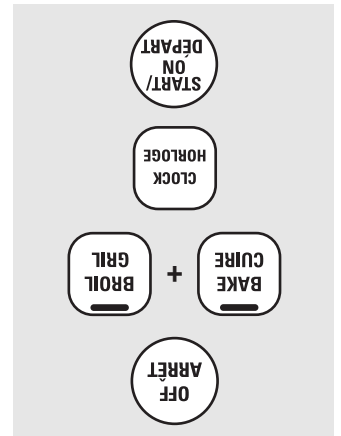 OFF
ARRÊT
BAKE
CUIRE
+
BROIL
GRIL
CLOCK
HORLOGE
START/
ON
DÉPART